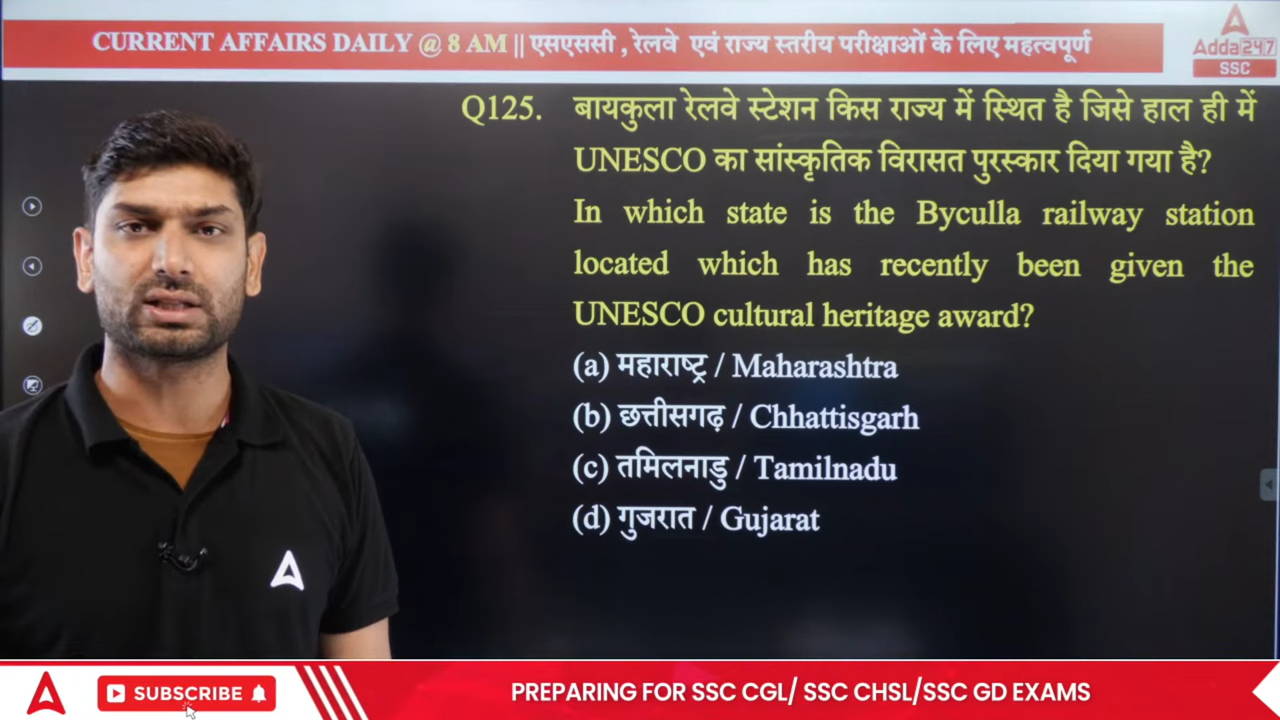 CURRENT AFFAIRS DAILY @ 8 AM || एसएससी , रेलवे एवं राज्य स्तरीय परीक्षाओं के लिए महत्वपूर्ण
Adda247
SSC
Q125. बायकुला रेलवे स्टेशन किस राज्य में स्थित है जिसे हाल ही में
UNESCO का सांस्कृतिक विरासत पुरस्कार दिया गया है?
In which state is the Byculla railway station
located which has recently been given the
UNESCO cultural heritage award?
(a) महाराष्ट्र / Maharashtra
(b) छत्तीसगढ़ / Chhattisgarh
(c) तमिलनाडु / Tamilnadu
(d) गुजरात / Gujarat
SUBSCRIBE
PREPARING FOR SSC CGL/ SSC CHSL/SSC GD EXAMS